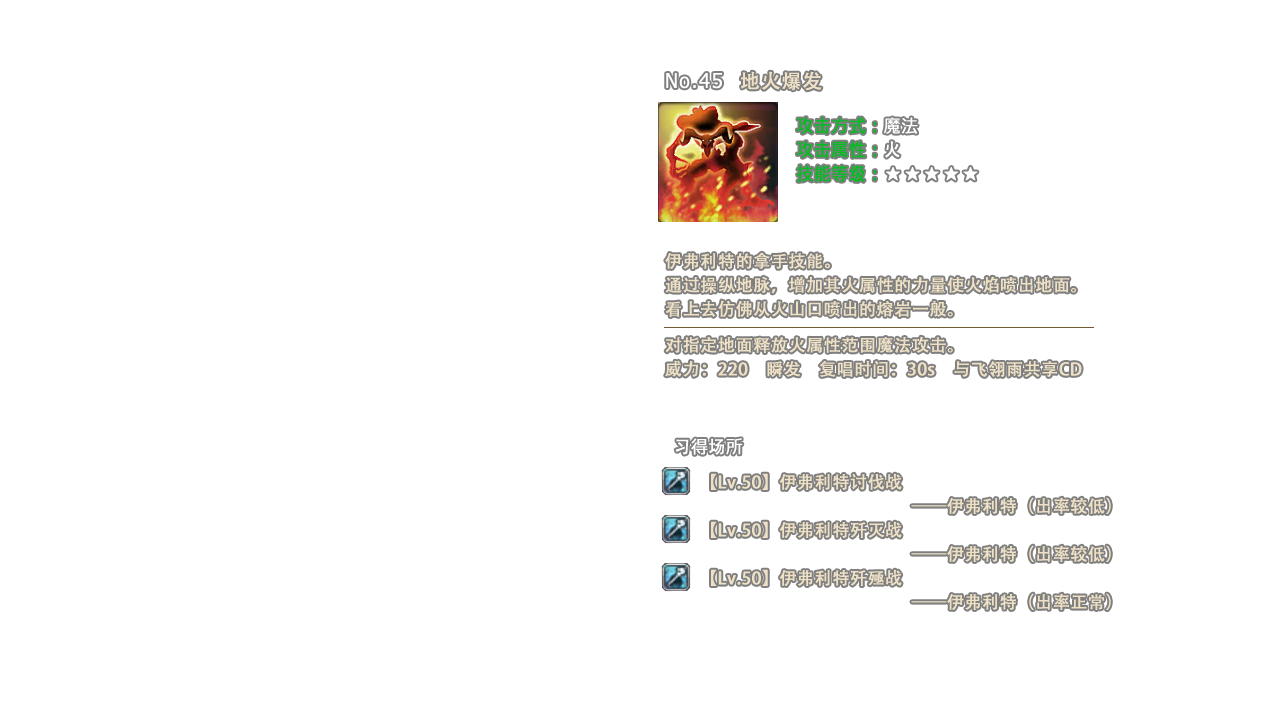 No.45 地火爆发
攻击方式：魔法
攻击属性：火
技能等级：☆☆☆☆☆
伊弗利特的拿手技能。
通过操纵地脉，增加其火属性的力量使火焰喷出地面。
看上去仿佛从火山口喷出的熔岩一般。
对指定地面释放火属性范围魔法攻击。
威力：220 瞬发 复唱时间：30s 与飞翎雨共享CD
习得场所
【Lv.50】伊弗利特讨伐战
——伊弗利特（出率较低）
【Lv.50】伊弗利特歼灭战
——伊弗利特（出率较低）
【Lv.50】伊弗利特歼殛战
——伊弗利特（出率正常）